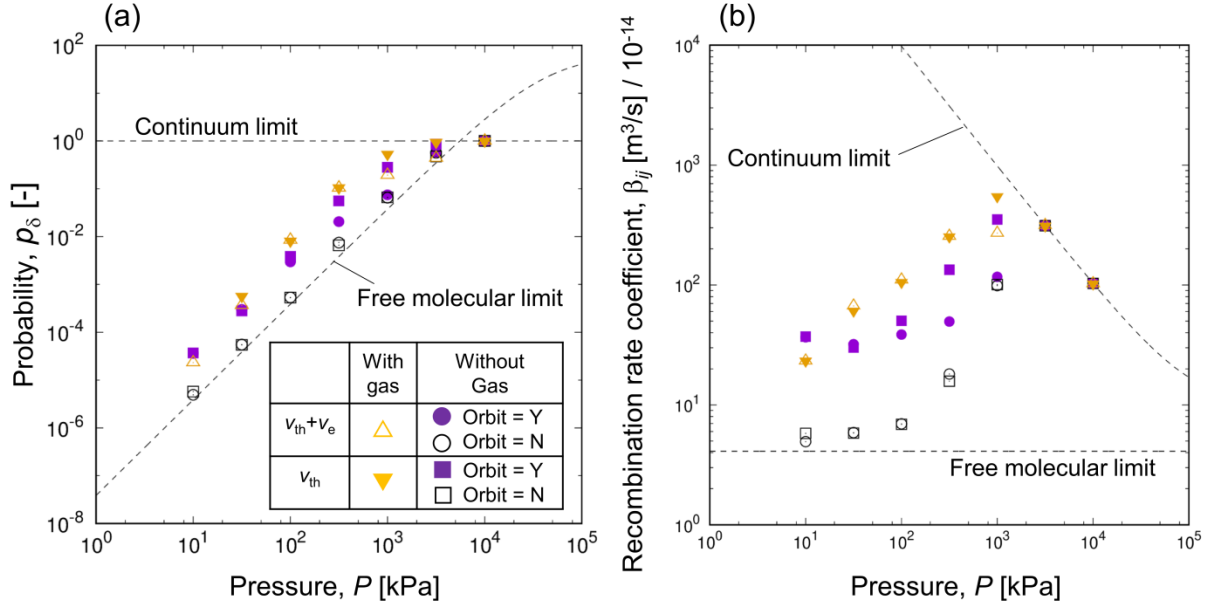 (a)
10^2
10^0
10^-2
10^-4
10^-6
10^-8
Probability, p_δ [-]
Continuum limit
Free molecular limit
With gas
Without Gas
v_th+v_e
Orbit = Y
Orbit = N
v_th
Orbit = Y
Orbit = N
10^0 10^1 10^2 10^3 10^4 10^5
Pressure, P [kPa]
(b)
10^4
10^3
10^2
10^1
10^0
Recombination rate coefficient, β_ij [m^3/s] / 10^-14
Continuum limit
Free molecular limit
10^0 10^1 10^2 10^3 10^4 10^5
Pressure, P [kPa]